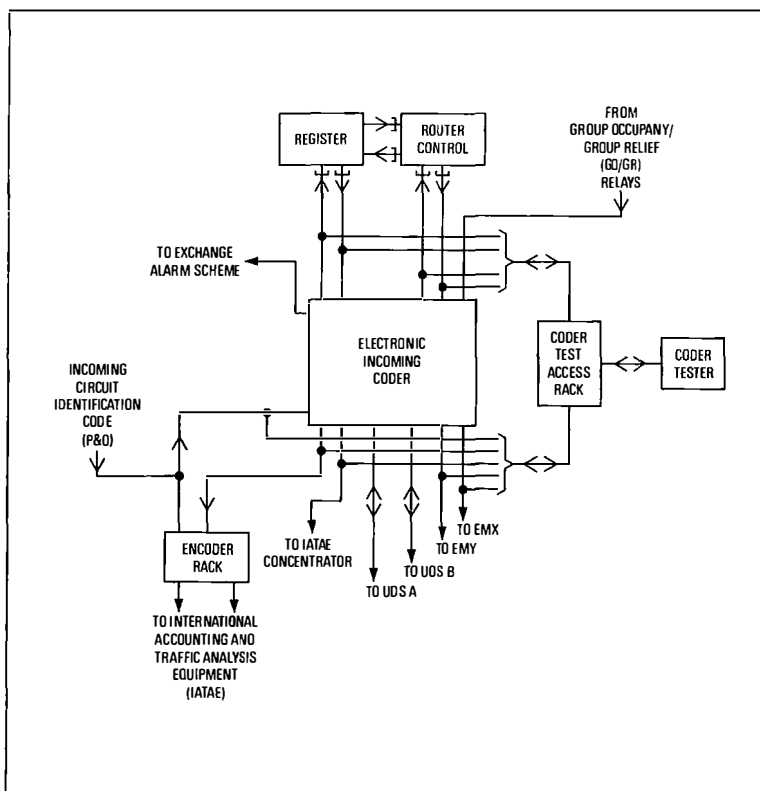 REGISTER
ROUTER
CONTROL
FROM
GROUP OCCUPANY/
GROUP RELIEF
(GO/GR)
RELAYS
TO EXCHANGE
ALARM SCHEME
ELECTRONIC
INCOMING
CODER
CODER
TEST
ACCESS
RACK
CODER
TESTER
INCOMING
CIRCUIT
IDENTIFICATION
CODE
(P&O)
ENCODER
RACK
TO IATAE
CONCENTRATOR
TO UDS A
TO UDS B
TO EMY
TO EMX
TO INTERNATIONAL
ACCOUNTING AND
TRAFFIC ANALYSIS
EQUIPMENT
(IATAE)